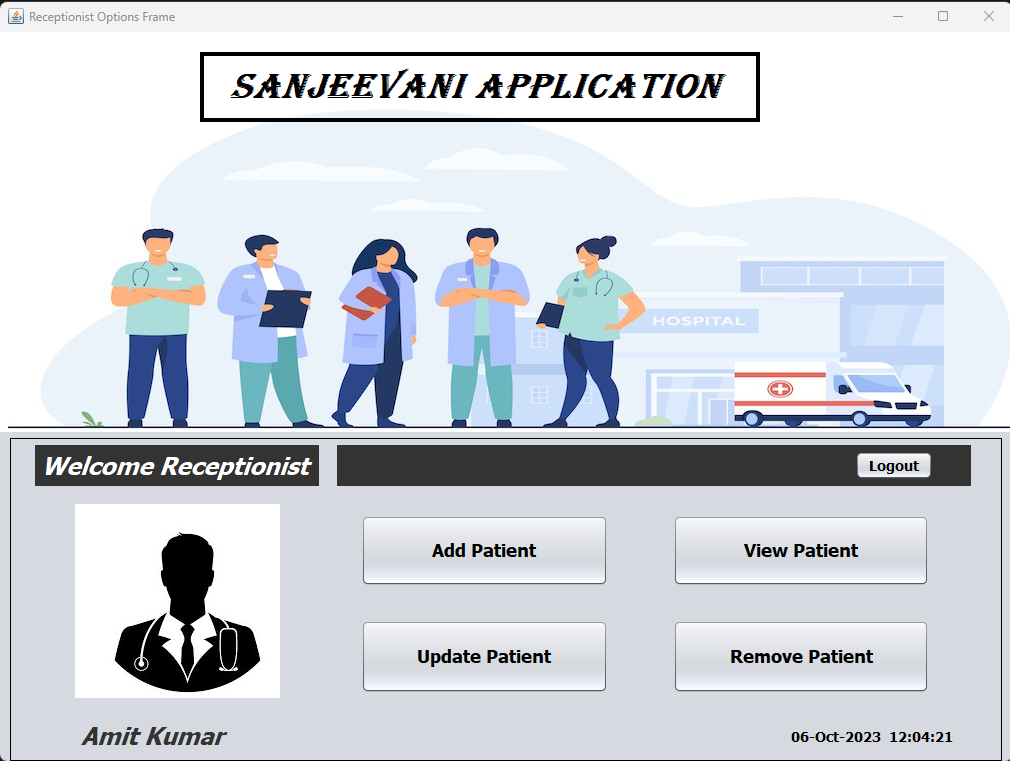 Receptionist Options Frame
SANJEEVANI APPLICATION
HOSPITAL
Welcome Receptionist
Logout
Add Patient
View Patient
Update Patient
Remove Patient
Amit Kumar
06-Oct-2023 12:04:21